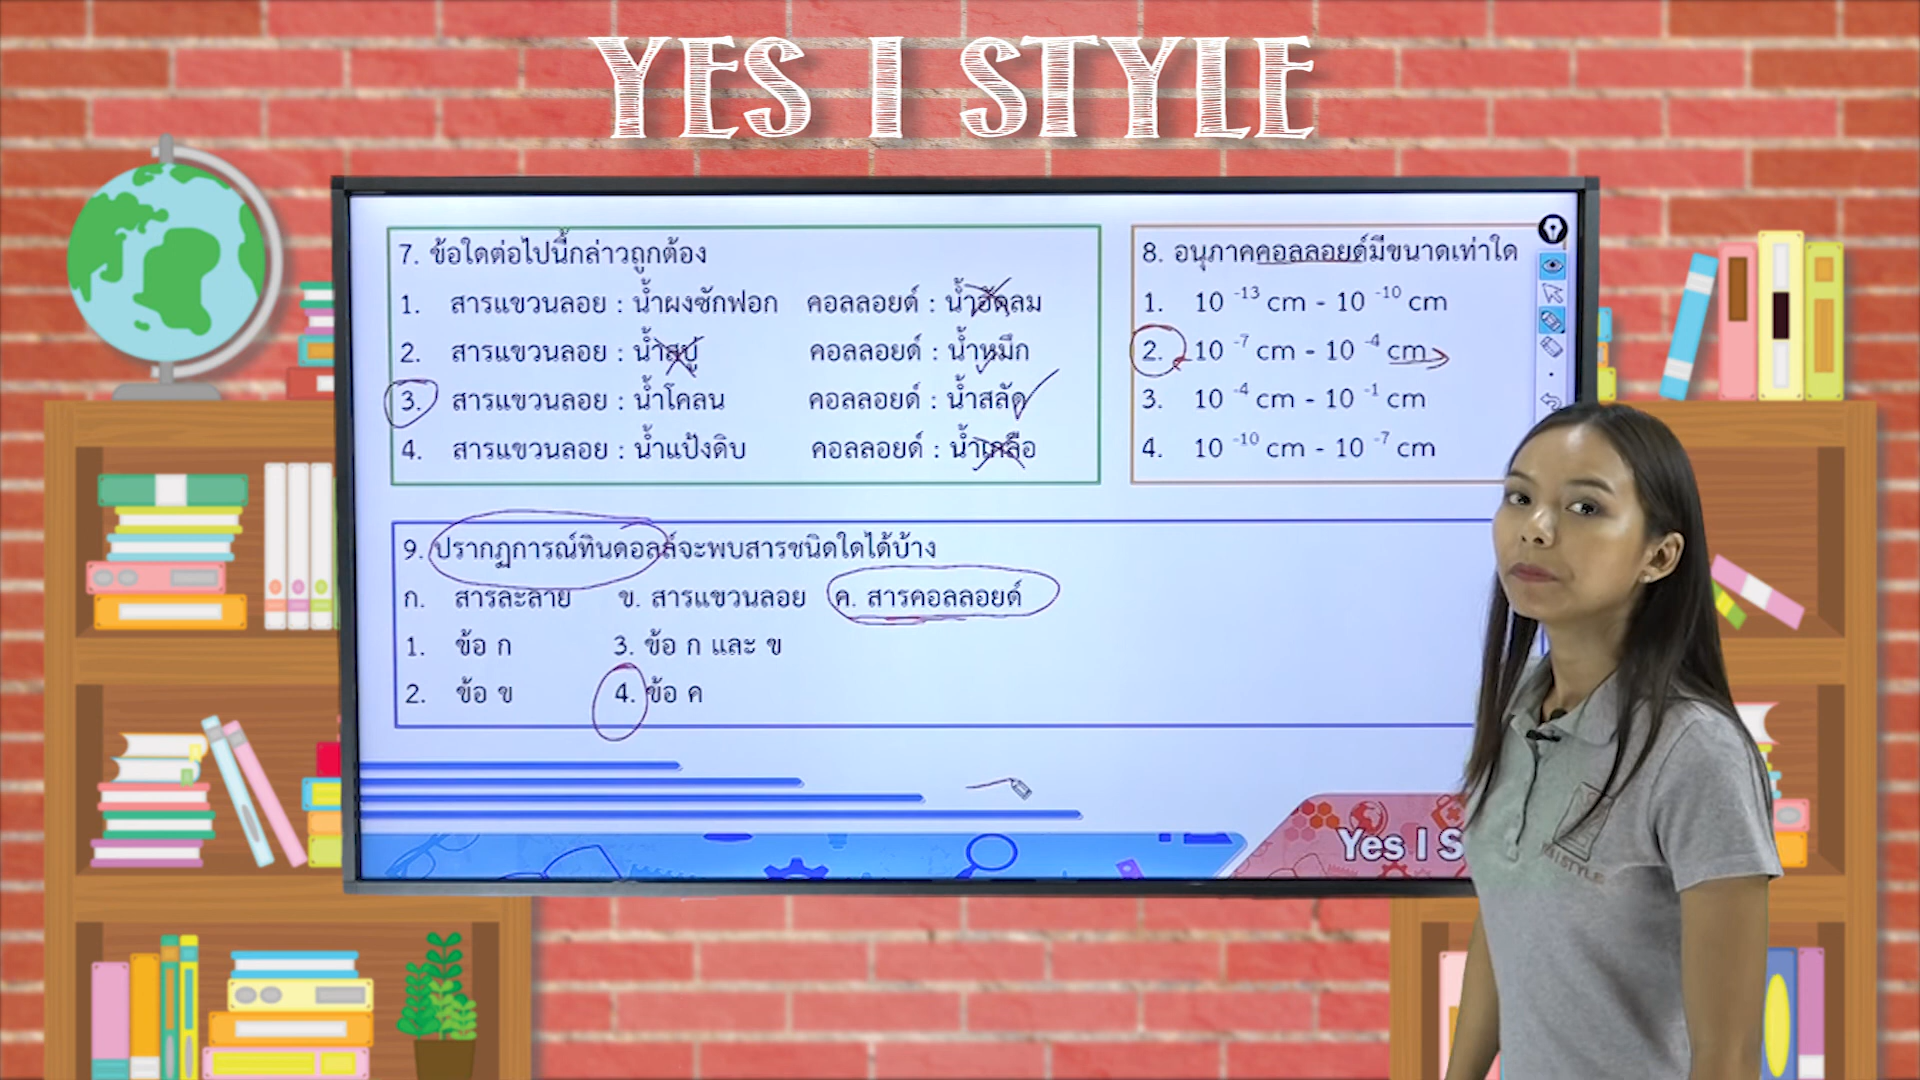 YES I STYLE
7. ข้อใดต่อไปนี้กล่าวถูกต้อง
1. สารแขวนลอย : น้ำผงซักฟอก คอลลอยด์ : น้ำอัดลม
2. สารแขวนลอย : น้ำสบู่ คอลลอยด์ : น้ำหมึก
3. สารแขวนลอย : น้ำโคลน คอลลอยด์ : น้ำสลัด
4. สารแขวนลอย : น้ำแป้งดิบ คอลลอยด์ : น้ำเกลือ
8. อนุภาคคอลลอยด์มีขนาดเท่าใด
1. 10 -13 cm - 10 -10 cm
2. 10 -7 cm - 10 -4 cm
3. 10 -4 cm - 10 -1 cm
4. 10 -10 cm - 10 -7 cm
9. ปรากฏการณ์ทินดอลล์จะพบสารชนิดใดได้บ้าง
ก. สารละลาย ข. สารแขวนลอย ค. สารคอลลอยด์
1. ข้อ ก 3. ข้อ ก และ ข
2. ข้อ ข 4. ข้อ ค
Yes I S
YES I STYLE